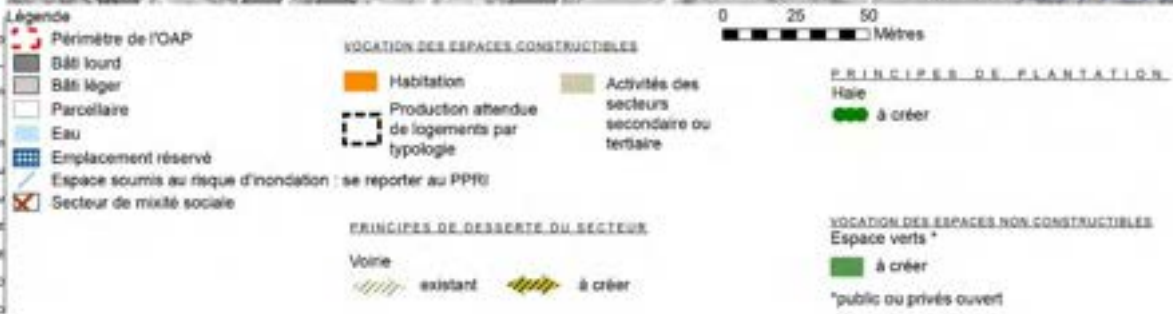 Légende
Périmètre de l'OAP
Bâti lourd
Bâti léger
Parcellaire
Eau
Emplacement réservé
Espace soumis au risque d'inondation : se reporter au PPRI
Secteur de mixité sociale
VOCATION DES ESPACES CONSTRUCTIBLES
Habitation
Production attendue
de logements par
typologie
Activités des
secteurs
secondaire ou
tertiaire
PRINCIPES DE DESSERTE DU SECTEUR
Voirie
existant
à créer
0 25 50
Mètres
PRINCIPES DE PLANTATION
Haie
à créer
VOCATION DES ESPACES NON CONSTRUCTIBLES
Espace verts *
à créer
*public ou privés ouvert